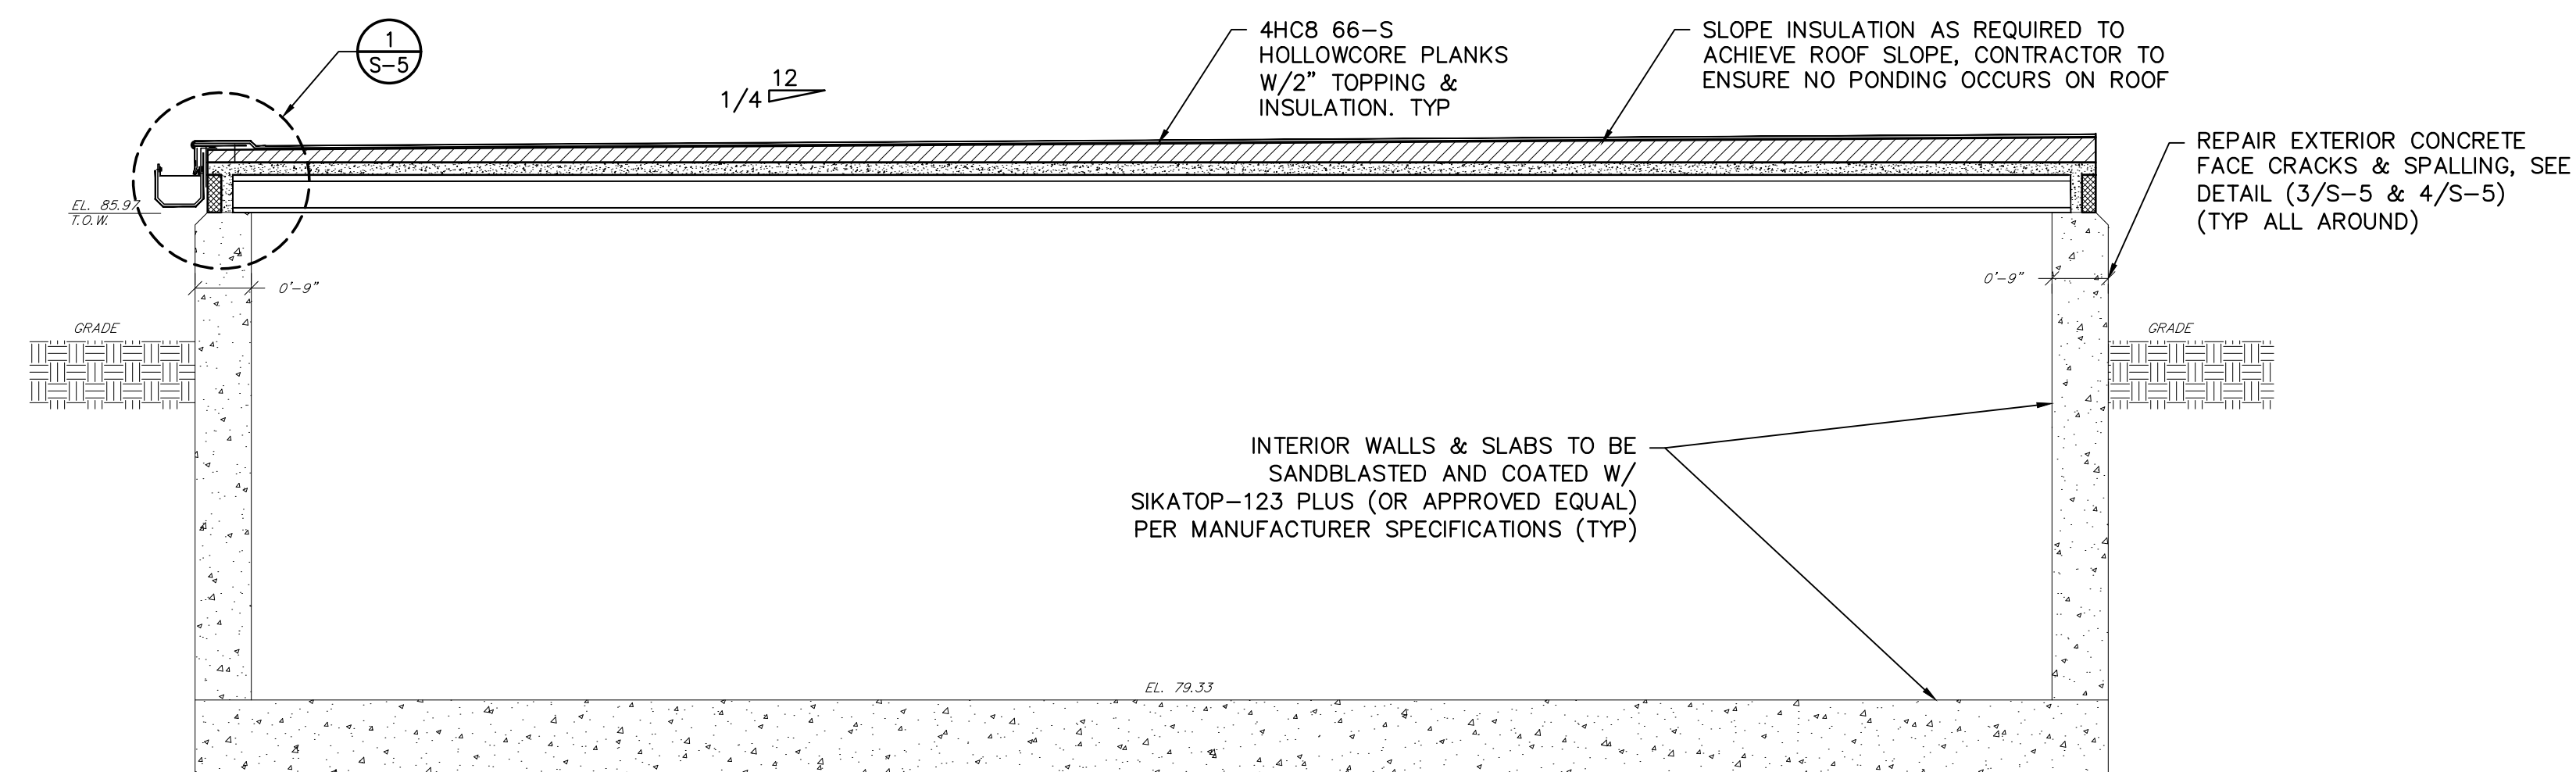 1
S-5
12
1/4
4HC8 66-S
HOLLOWCORE PLANKS
W/2" TOPPING &
INSULATION. TYP
SLOPE INSULATION AS REQUIRED TO
ACHIEVE ROOF SLOPE, CONTRACTOR TO
ENSURE NO PONDING OCCURS ON ROOF
REPAIR EXTERIOR CONCRETE
FACE CRACKS & SPALLING, SEE
DETAIL (3/S-5 & 4/S-5)
(TYP ALL AROUND)
EL. 85.97
T.O.W.
0'-9"
0'-9"
GRADE
GRADE
INTERIOR WALLS & SLABS TO BE
SANDBLASTED AND COATED W/
SIKATOP-123 PLUS (OR APPROVED EQUAL)
PER MANUFACTURER SPECIFICATIONS (TYP)
EL. 79.33